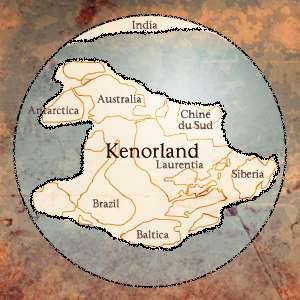 India
Antarctica
Australia
Chine
du Sud
Kenorland
Laurentia
Siberia
Brazil
Baltica